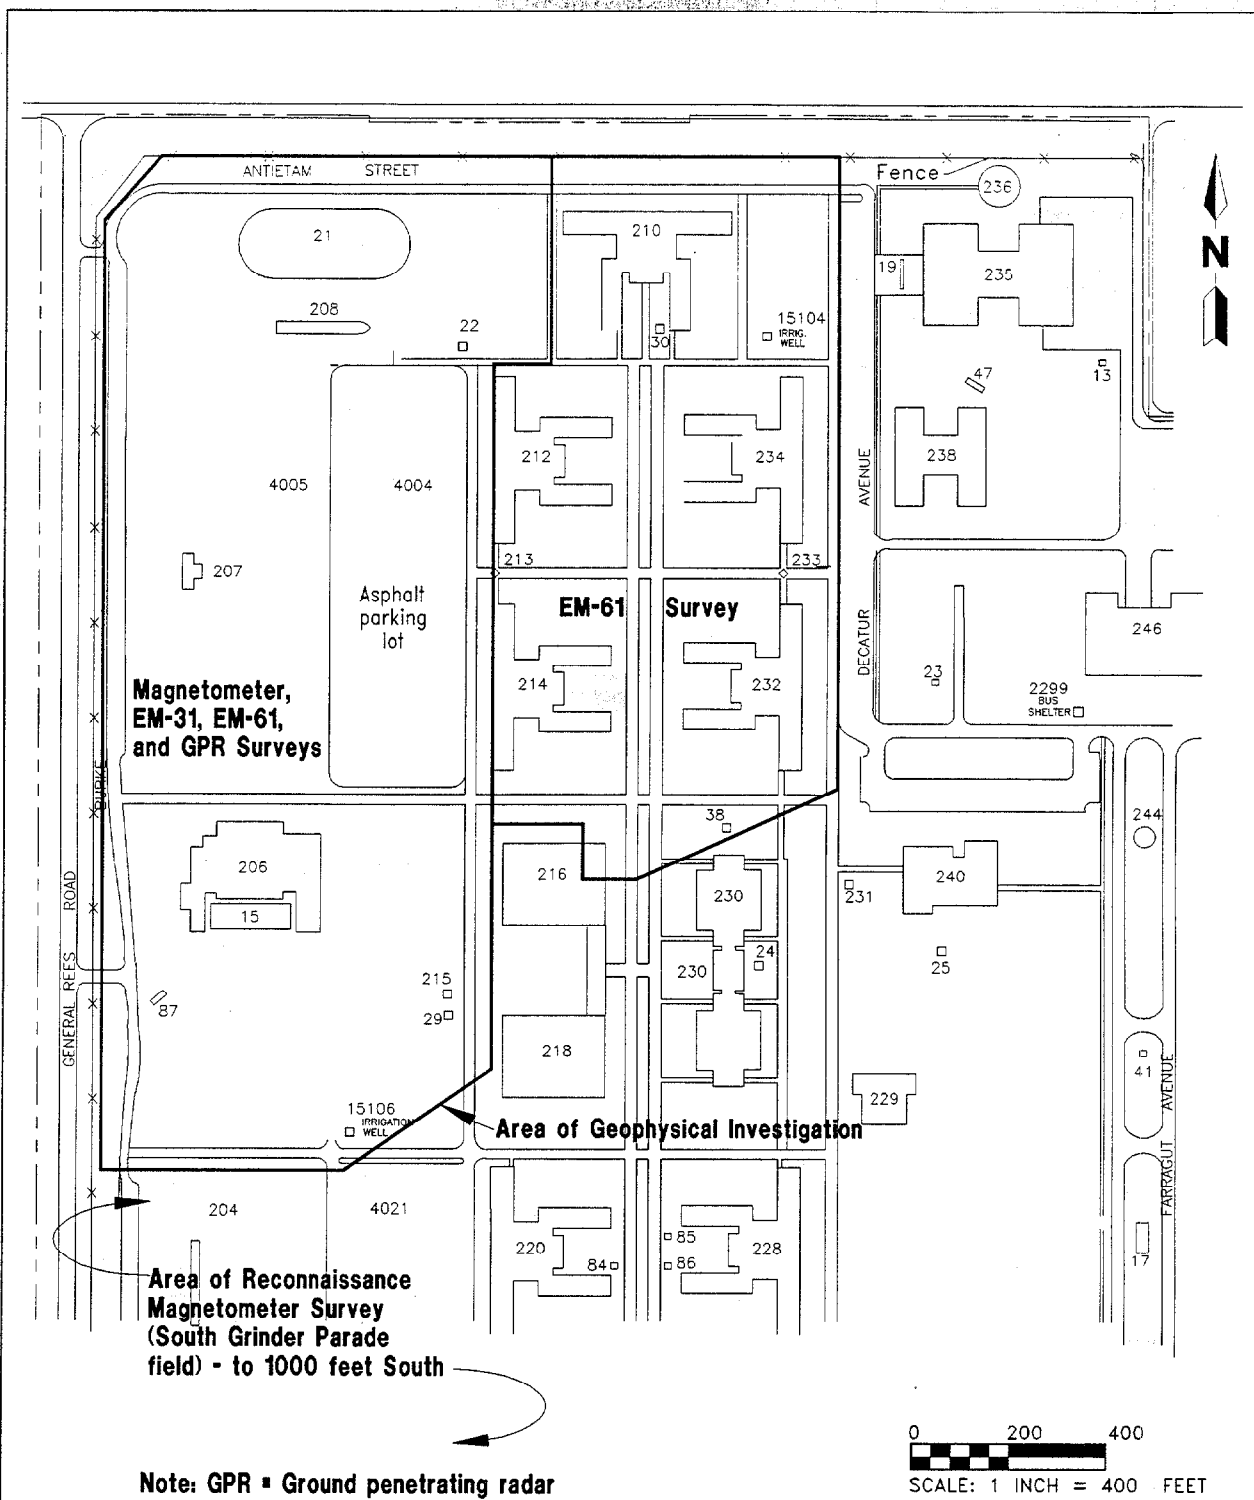 ANTIETAM STREET
Fence
236
21
210
19
235
N
208
22
30
15104
IRRIG.
WELL
47
13
212
234
238
AVENUE
4005
4004
213
233
207
Asphalt
parking
lot
EM-61 Survey
DECATUR
246
214
232
23
2299
BUS
SHELTER
Magnetometer,
EM-31, EM-61,
and GPR Surveys
BURKE
38
244
206
216
230
240
231
15
GENERAL REES ROAD
230
24
25
215
29
87
218
41
229
FARRAGUT AVENUE
15106
IRRIGATION
WELL
Area of Geophysical Investigation
204
4021
220
84
85
86
228
17
Area of Reconnaissance
Magnetometer Survey
(South Grinder Parade
field) - to 1000 feet South
0 200 400
SCALE: 1 INCH = 400 FEET
Note: GPR = Ground penetrating radar